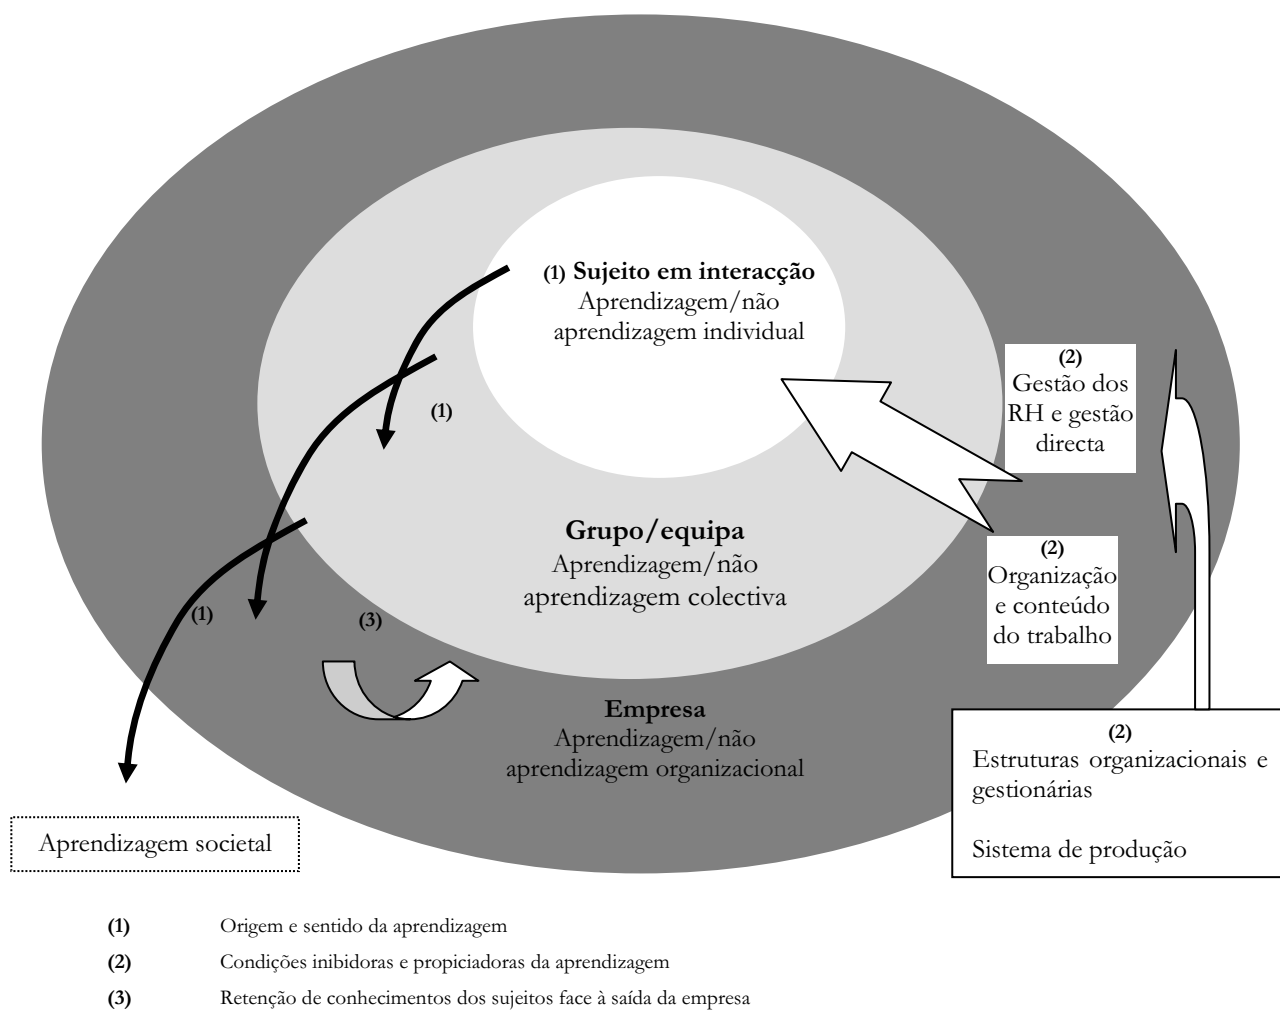 (1) Sujeito em interacção
Aprendizagem/não
aprendizagem individual
(1)
(2)
Gestão dos
RH e gestão
directa
Grupo/equipa
Aprendizagem/não
aprendizagem colectiva
(2)
Organização
e conteúdo
do trabalho
(1)
(3)
Empresa
Aprendizagem/não
aprendizagem organizacional
(2)
Estruturas organizacionais e
gestionárias
Sistema de produção
Aprendizagem societal
(1) Origem e sentido da aprendizagem
(2) Condições inibidoras e propiciadoras da aprendizagem
(3) Retenção de conhecimentos dos sujeitos face à saída da empresa